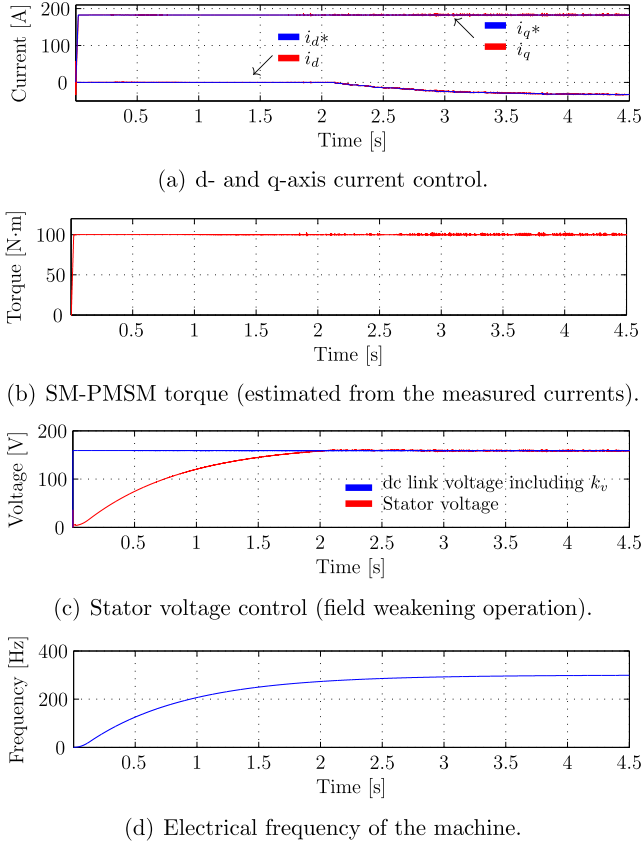 Current [A]
200
0
i_d*
i_d
i_q*
i_q
0.5 1 1.5 2 2.5 3 3.5 4 4.5
Time [s]
(a) d- and q-axis current control.
Torque [N·m]
100
50
0
0.5 1 1.5 2 2.5 3 3.5 4 4.5
Time [s]
(b) SM-PMSM torque (estimated from the measured currents).
Voltage [V]
200
100
0
dc link voltage including k_v
Stator voltage
0.5 1 1.5 2 2.5 3 3.5 4 4.5
Time [s]
(c) Stator voltage control (field weakening operation).
Frequency [Hz]
400
200
0
0.5 1 1.5 2 2.5 3 3.5 4 4.5
Time [s]
(d) Electrical frequency of the machine.